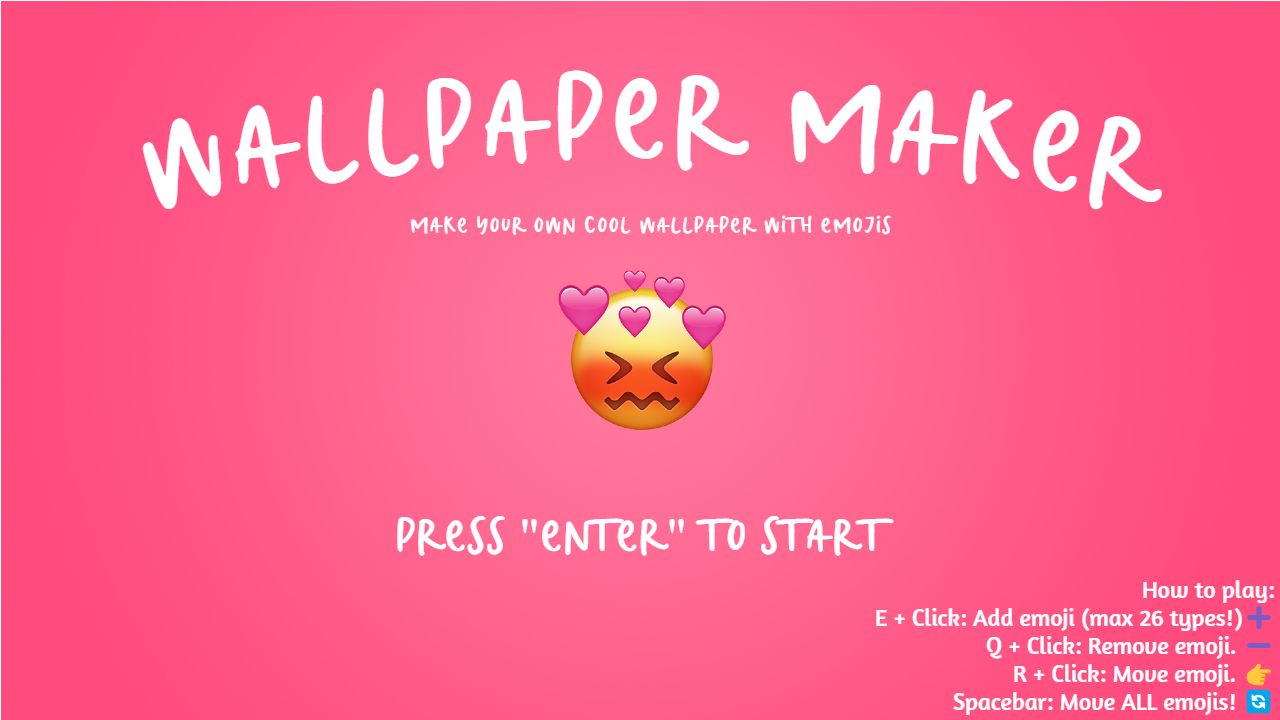 WALLPAPER MAKER
MAKE YOUR OWN COOL WALLPAPER WITH EMOJIS
PRESS "ENTER" TO START
How to play:
E + Click: Add emoji (max 26 types!)➕
Q + Click: Remove emoji. ➖
R + Click: Move emoji. 👉
Spacebar: Move ALL emojis! 🔄